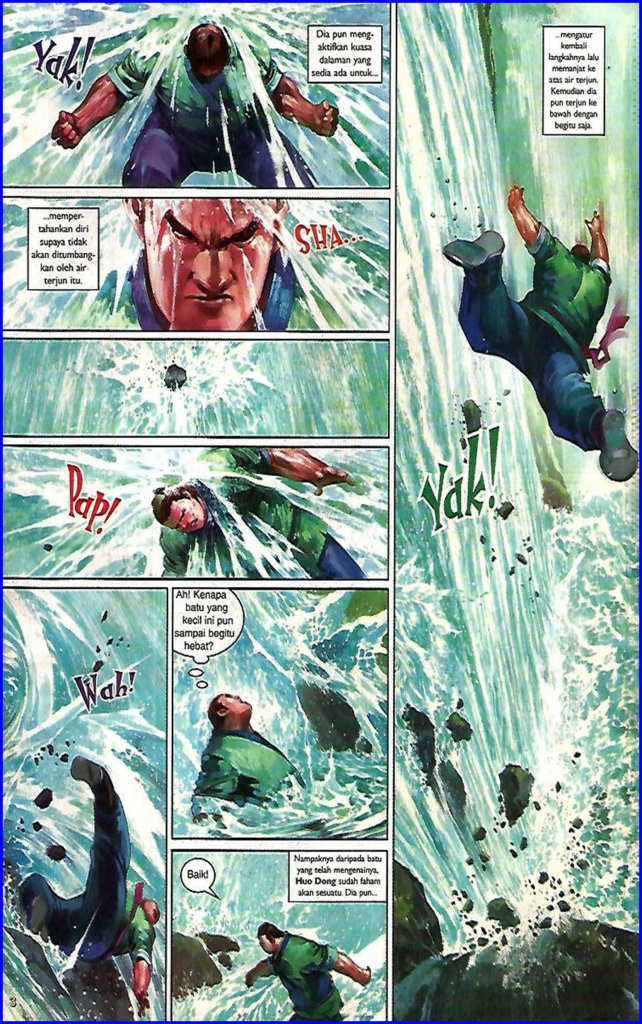 Yak!
Dia pun meng-
aktifkan kuasa
dalaman yang
sedia ada untuk...
...memper-
tahankan diri
supaya tidak
akan ditumbang-
kan oleh air
terjun itu.
SHA...
Pap!
Wah!
Ah! Kenapa
batu yang
kecil ini pun
sampai begitu
hebat?
Baik!
Nampaknya daripada batu
yang telah mengenainya,
Huo Dong sudah faham
akan sesuatu. Dia pun...
...mengatur
kembali
langkahnya lalu
memanjat ke
atas air terjun.
Kemudian dia
pun terjun ke
bawah dengan
begitu saja.
Yak!
3